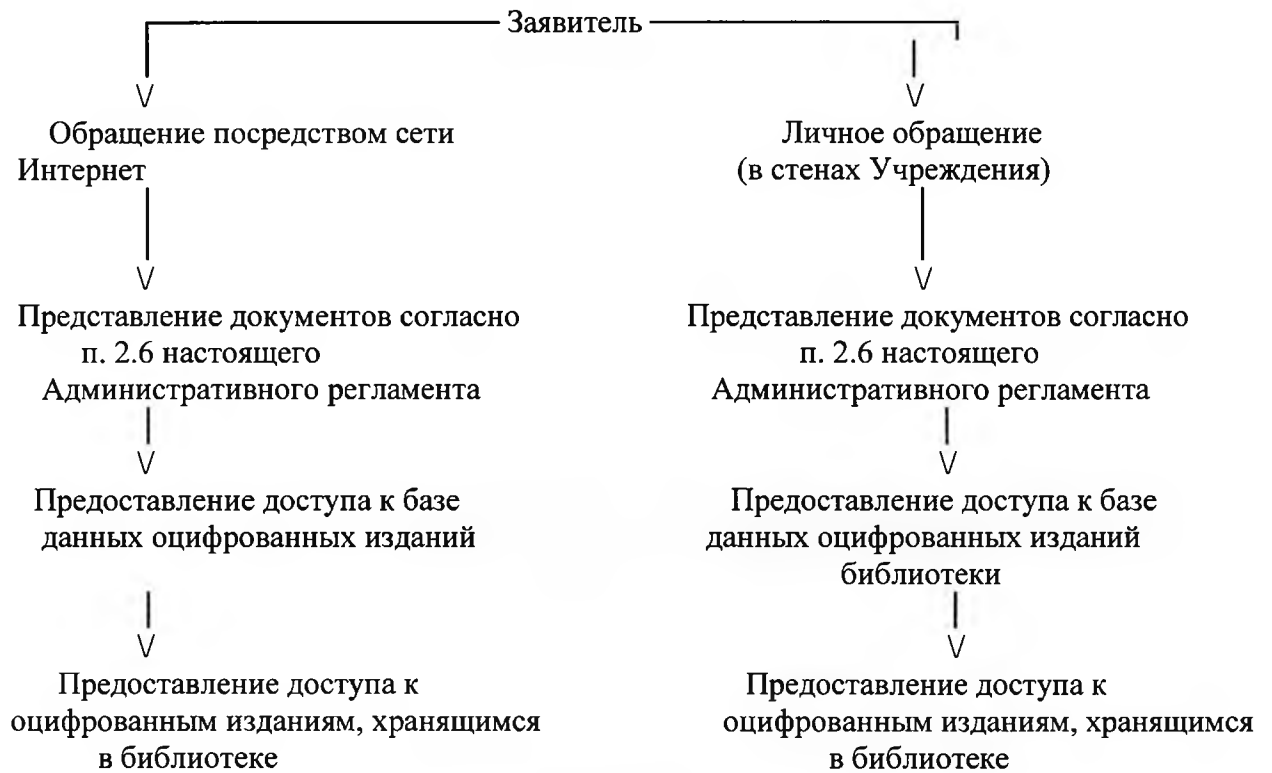 Заявитель
Обращение посредством сети
Интернет
Личное обращение
(в стенах Учреждения)
Представление документов согласно
п. 2.6 настоящего
Административного регламента
Представление документов согласно
п. 2.6 настоящего
Административного регламента
Предоставление доступа к базе
данных оцифрованных изданий
Предоставление доступа к базе
данных оцифрованных изданий
библиотеки
Предоставление доступа к
оцифрованным изданиям, хранящимся
в библиотеке
Предоставление доступа к
оцифрованным изданиям, хранящимся
в библиотеке